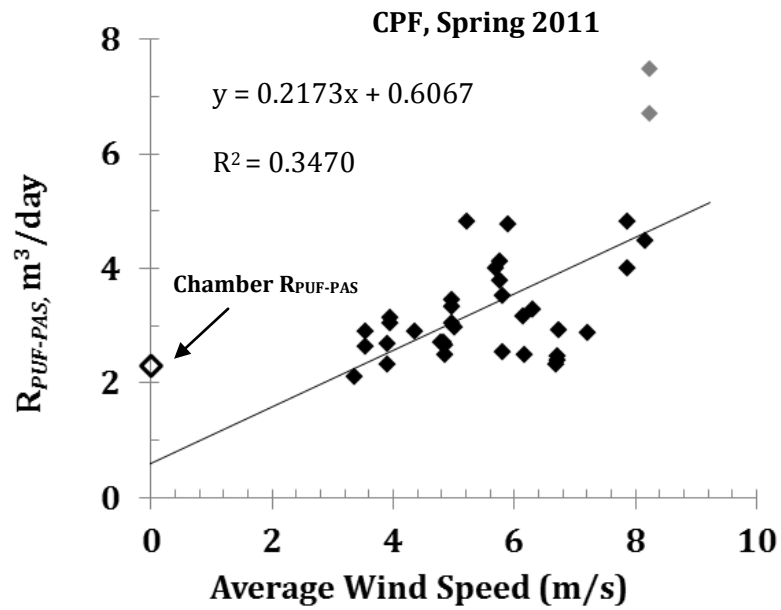 CPF, Spring 2011
y = 0.2173x + 0.6067
R² = 0.3470
Chamber RPUF-PAS
RPUF-PAS, m³/day
8
6
4
2
0
0 2 4 6 8 10
Average Wind Speed (m/s)